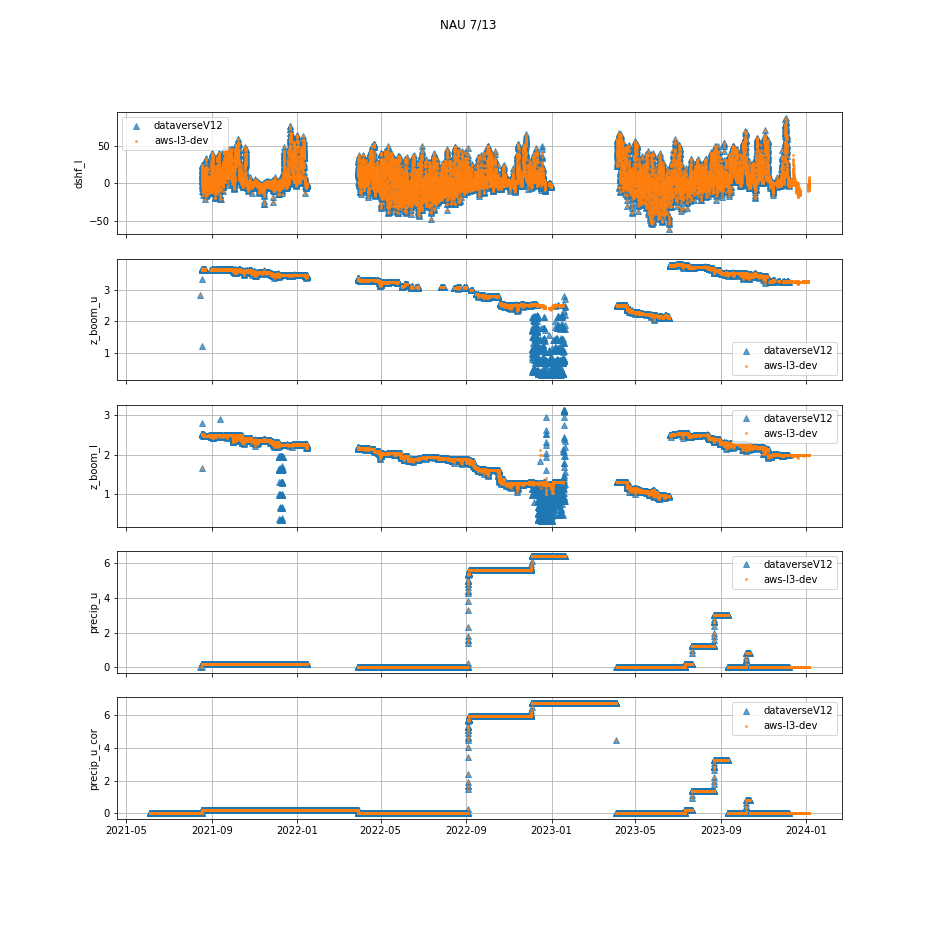 NAU 7/13
dshf_l
50
0
−50
dataverseV12
aws-l3-dev
z_boom_u
3
2
1
dataverseV12
aws-l3-dev
z_boom_l
3
2
1
dataverseV12
aws-l3-dev
precip_u
6
4
2
0
dataverseV12
aws-l3-dev
precip_u_cor
6
4
2
0
dataverseV12
aws-l3-dev
2021-05 2021-09 2022-01 2022-05 2022-09 2023-01 2023-05 2023-09 2024-01